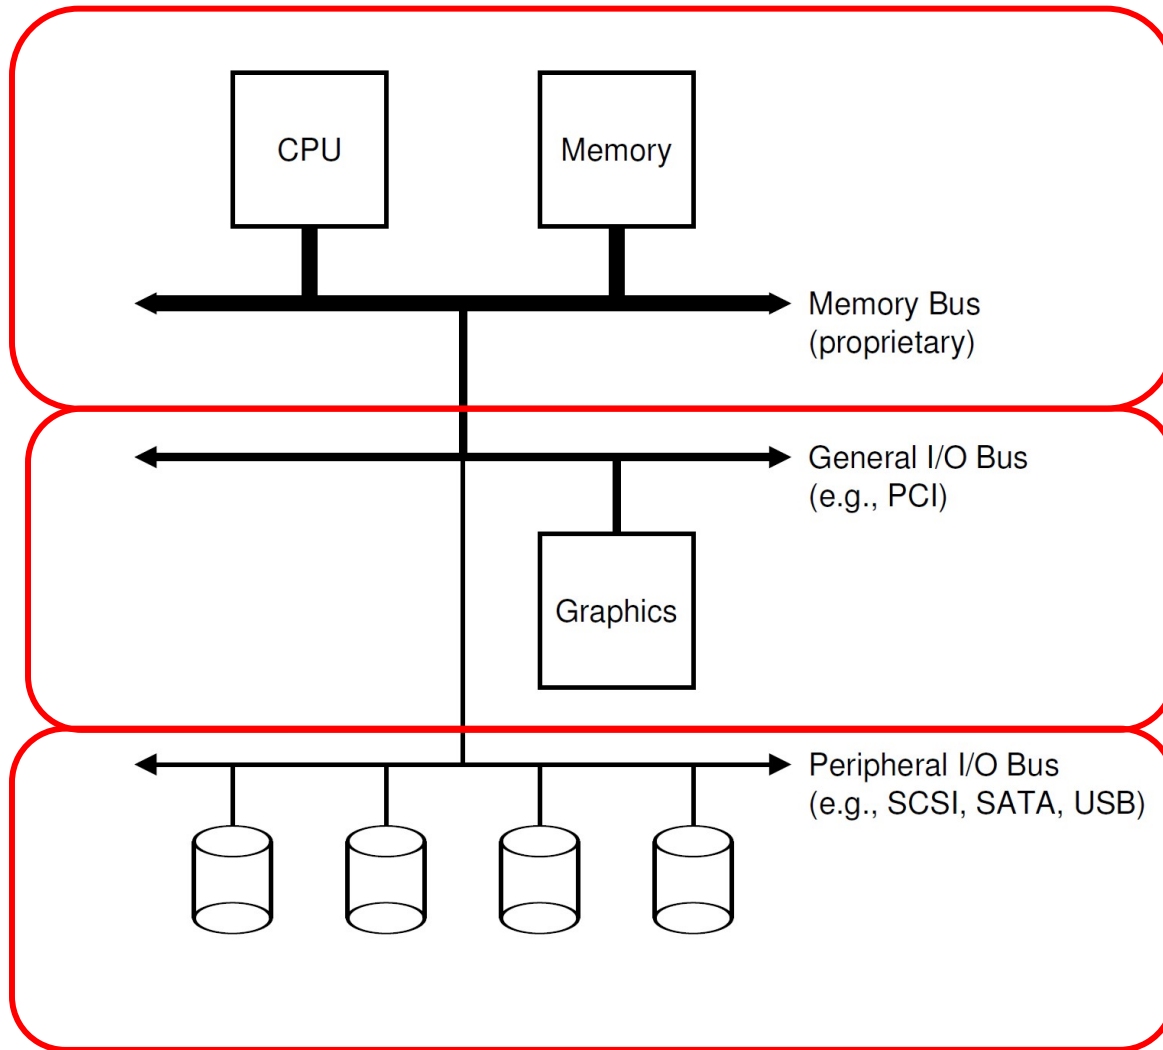 CPU
Memory
Memory Bus
(proprietary)
General I/O Bus
(e.g., PCI)
Graphics
Peripheral I/O Bus
(e.g., SCSI, SATA, USB)